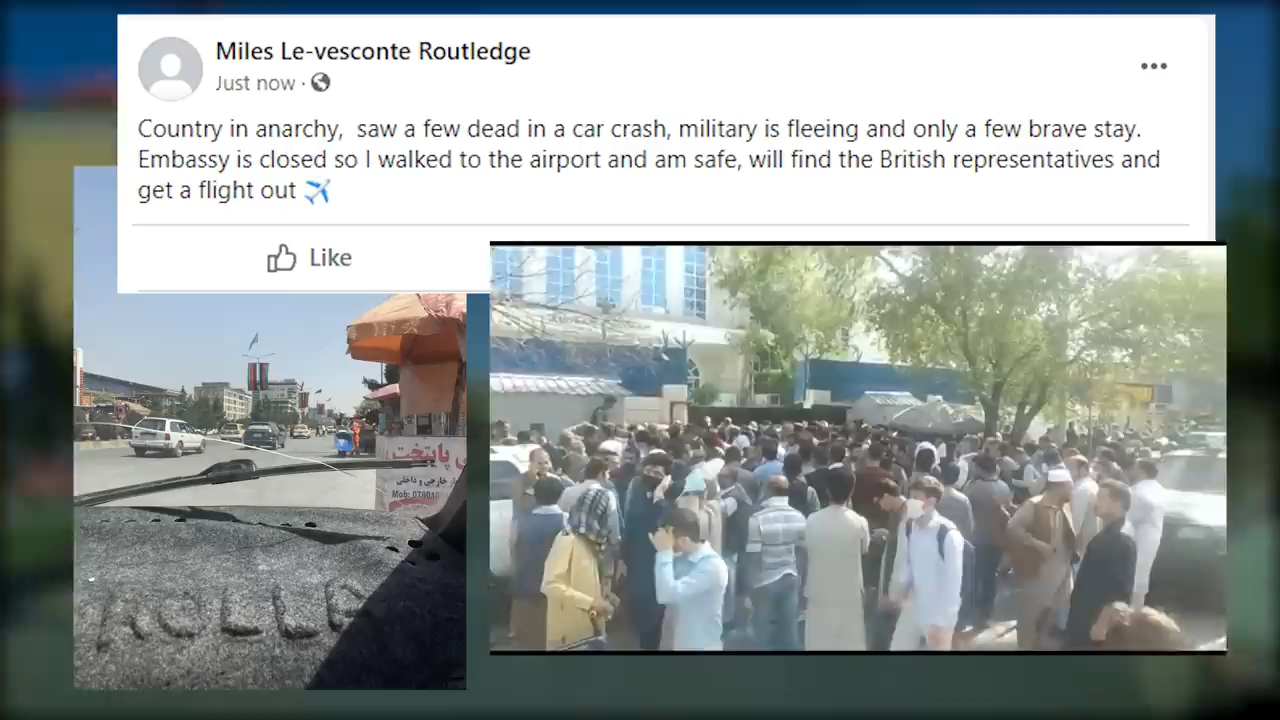 Miles Le-vesconte Routledge
Just now ·
Country in anarchy, saw a few dead in a car crash, military is fleeing and only a few brave stay.
Embassy is closed so I walked to the airport and am safe, will find the British representatives and
get a flight out ✈️
Like
پایتخت
خارجی و داخلی
Mob: 0780